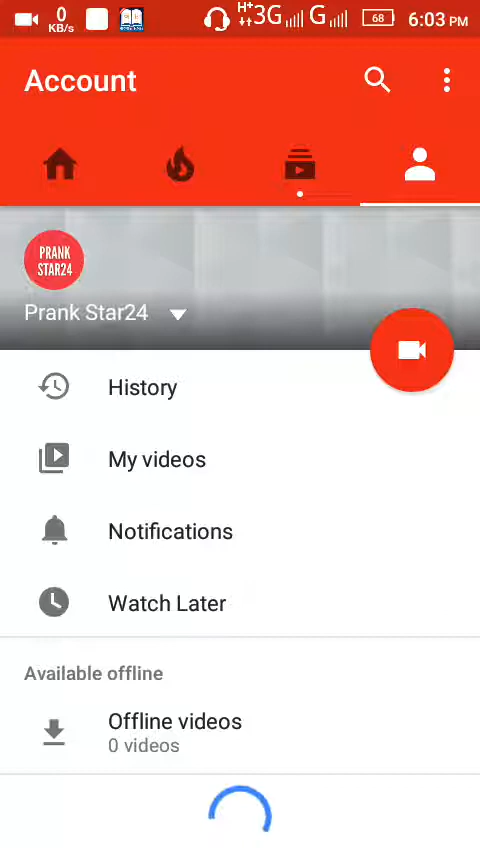 0 KB/s H+ 3G G 68 6:03 PM
Account
PRANK
STAR24
Prank Star24
History
My videos
Notifications
Watch Later
Available offline
Offline videos
0 videos